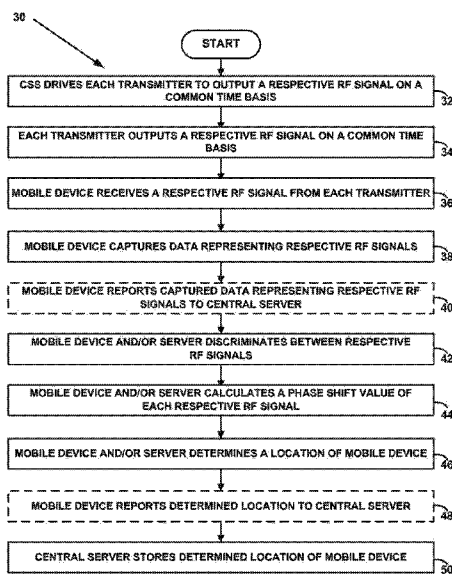 30
START
CSS DRIVES EACH TRANSMITTER TO OUTPUT A RESPECTIVE RF SIGNAL ON A
COMMON TIME BASIS
32
EACH TRANSMITTER OUTPUTS A RESPECTIVE RF SIGNAL ON A COMMON TIME
BASIS
34
MOBILE DEVICE RECEIVES A RESPECTIVE RF SIGNAL FROM EACH TRANSMITTER
36
MOBILE DEVICE CAPTURES DATA REPRESENTING RESPECTIVE RF SIGNALS
38
MOBILE DEVICE REPORTS CAPTURED DATA REPRESENTING RESPECTIVE RF
SIGNALS TO CENTRAL SERVER
40
MOBILE DEVICE AND/OR SERVER DISCRIMINATES BETWEEN RESPECTIVE
RF SIGNALS
42
MOBILE DEVICE AND/OR SERVER CALCULATES A PHASE SHIFT VALUE OF
EACH RESPECTIVE RF SIGNAL
44
MOBILE DEVICE AND/OR SERVER DETERMINES A LOCATION OF MOBILE DEVICE
46
MOBILE DEVICE REPORTS DETERMINED LOCATION TO CENTRAL SERVER
48
CENTRAL SERVER STORES DETERMINED LOCATION OF MOBILE DEVICE
50